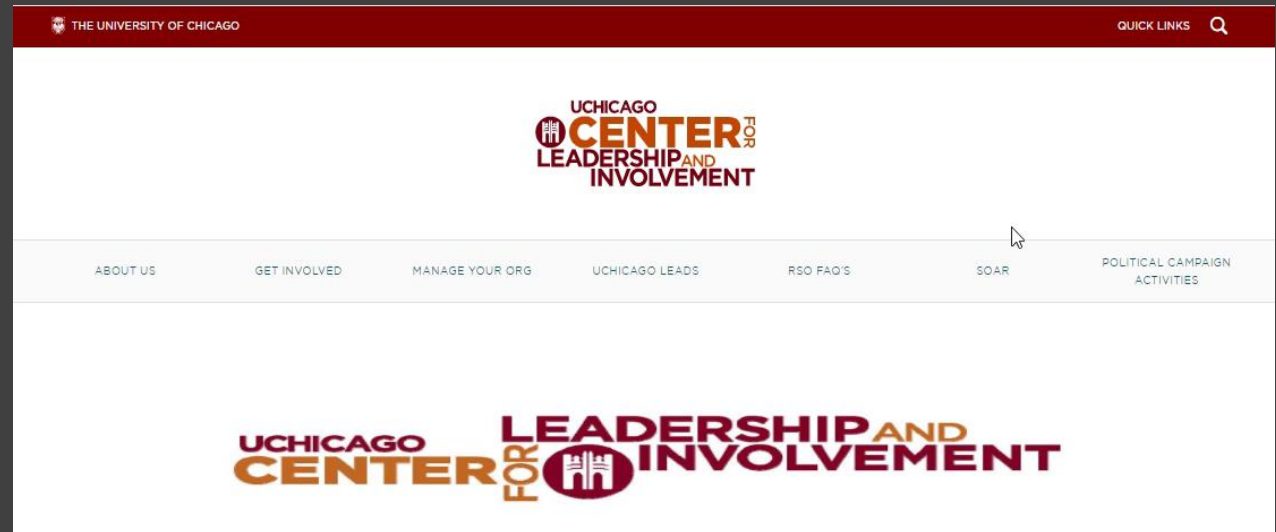 THE UNIVERSITY OF CHICAGO
QUICK LINKS
UCHICAGO
CENTER FOR
LEADERSHIP AND
INVOLVEMENT
ABOUT US
GET INVOLVED
MANAGE YOUR ORG
UCHICAGO LEADS
RSO FAQ'S
SOAR
POLITICAL CAMPAIGN
ACTIVITIES
UCHICAGO
CENTER FOR
LEADERSHIP AND
INVOLVEMENT